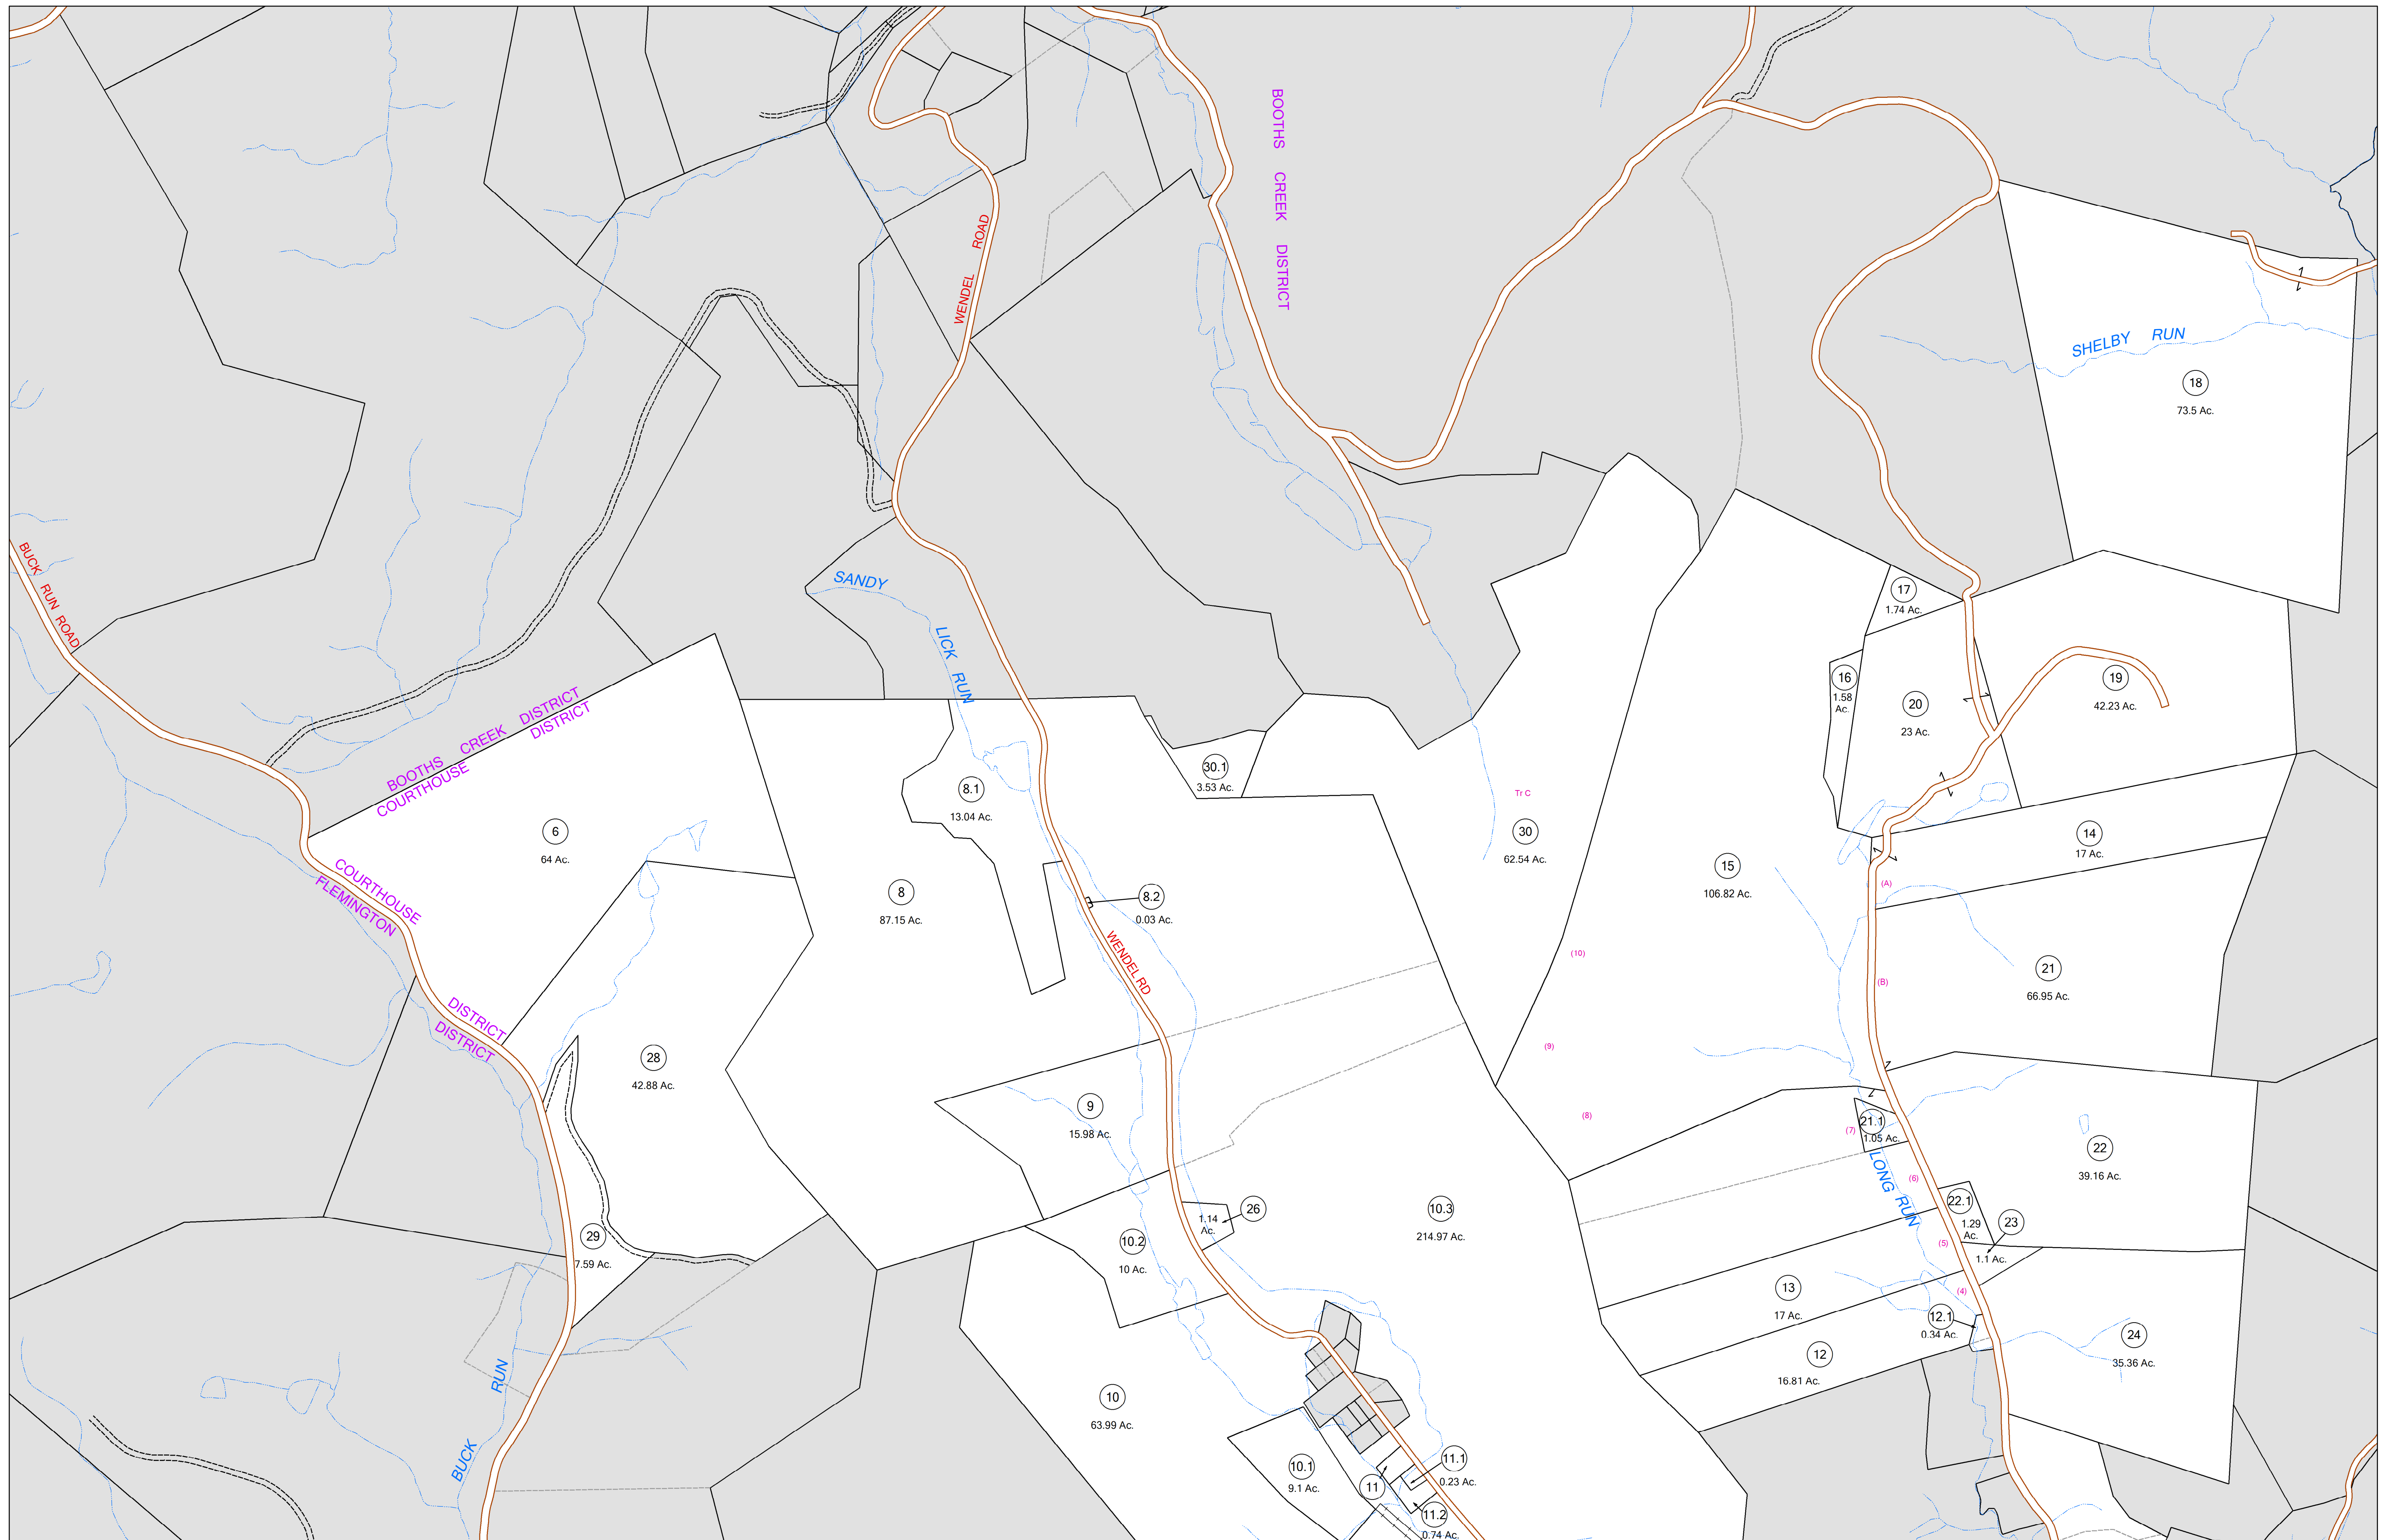 BOOTHS CREEK DISTRICT
WENDEL ROAD
SHELBY RUN
18
73.5 Ac.
BUCK RUN ROAD
SANDY
LICK RUN
17
1.74 Ac.
16
1.58
Ac.
20
23 Ac.
19
42.23 Ac.
BOOTHS CREEK DISTRICT
COURTHOUSE DISTRICT
30.1
3.53 Ac.
8.1
13.04 Ac.
Tr C
6
64 Ac.
30
62.54 Ac.
14
17 Ac.
15
106.82 Ac.
COURTHOUSE DISTRICT
FLEMINGTON DISTRICT
8
87.15 Ac.
8.2
0.03 Ac.
(A)
WENDEL RD
(10)
21
66.95 Ac.
(B)
28
42.88 Ac.
(9)
9
15.98 Ac.
(8)
21.1
1.05 Ac.
(7)
22
39.16 Ac.
LONG RUN
(6)
26
1.14
Ac.
10.3
214.97 Ac.
22.1
1.29
Ac.
23
1.1 Ac.
29
7.59 Ac.
10.2
10 Ac.
(5)
13
17 Ac.
(4)
12.1
0.34 Ac.
24
35.36 Ac.
12
16.81 Ac.
BUCK RUN
10
63.99 Ac.
10.1
9.1 Ac.
11.1
0.23 Ac.
11
11.2
0.74 Ac.